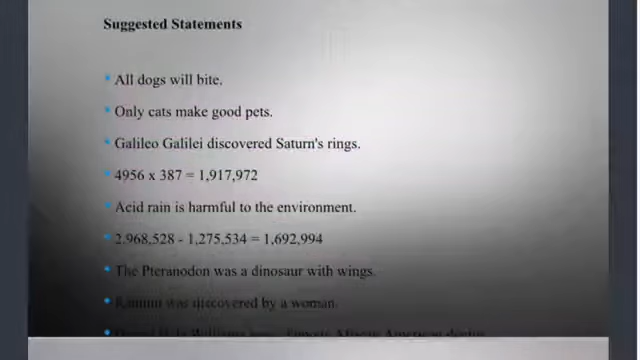 Suggested Statements
All dogs will bite.
Only cats make good pets.
Galileo Galilei discovered Saturn's rings.
4956 x 387 = 1,917,972
Acid rain is harmful to the environment.
2,968,528 - 1,275,534 = 1,692,994
The Pteranodon was a dinosaur with wings.
was discovered by a woman.
African American